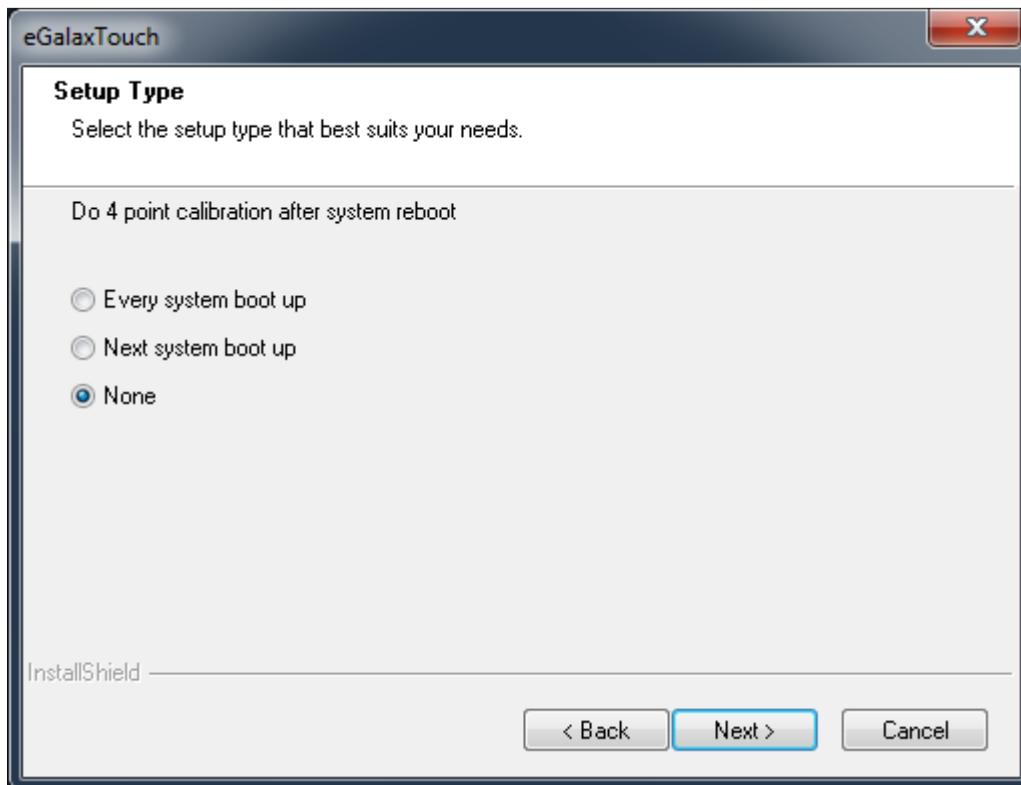 eGalaxTouch
Setup Type
Select the setup type that best suits your needs.
Do 4 point calibration after system reboot
Every system boot up
Next system boot up
None
InstallShield
< Back Next > Cancel